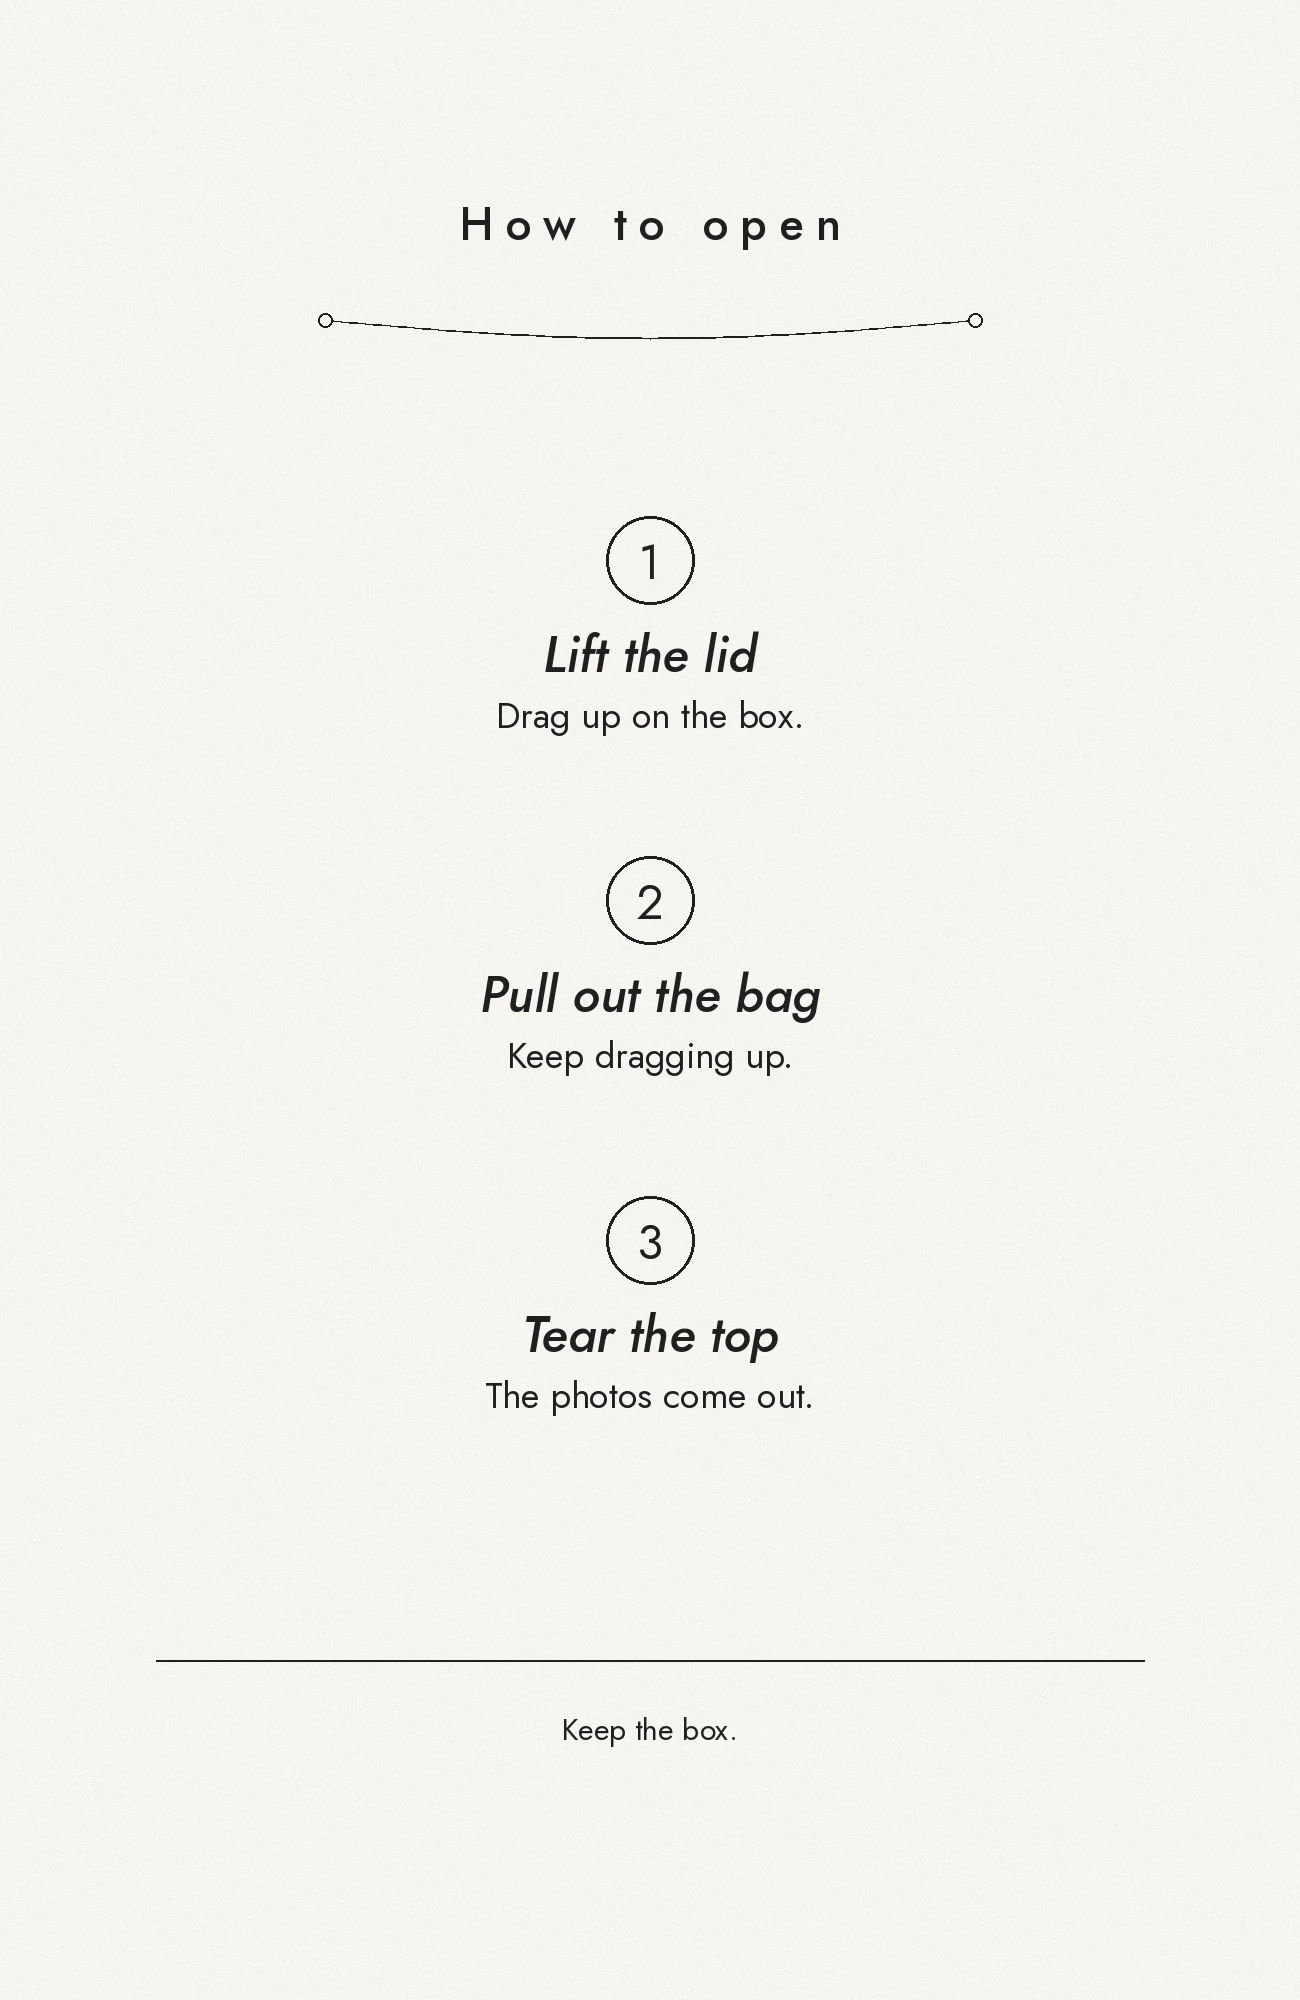 How to open
1
Lift the lid
Drag up on the box.
2
Pull out the bag
Keep dragging up.
3
Tear the top
The photos come out.
Keep the box.